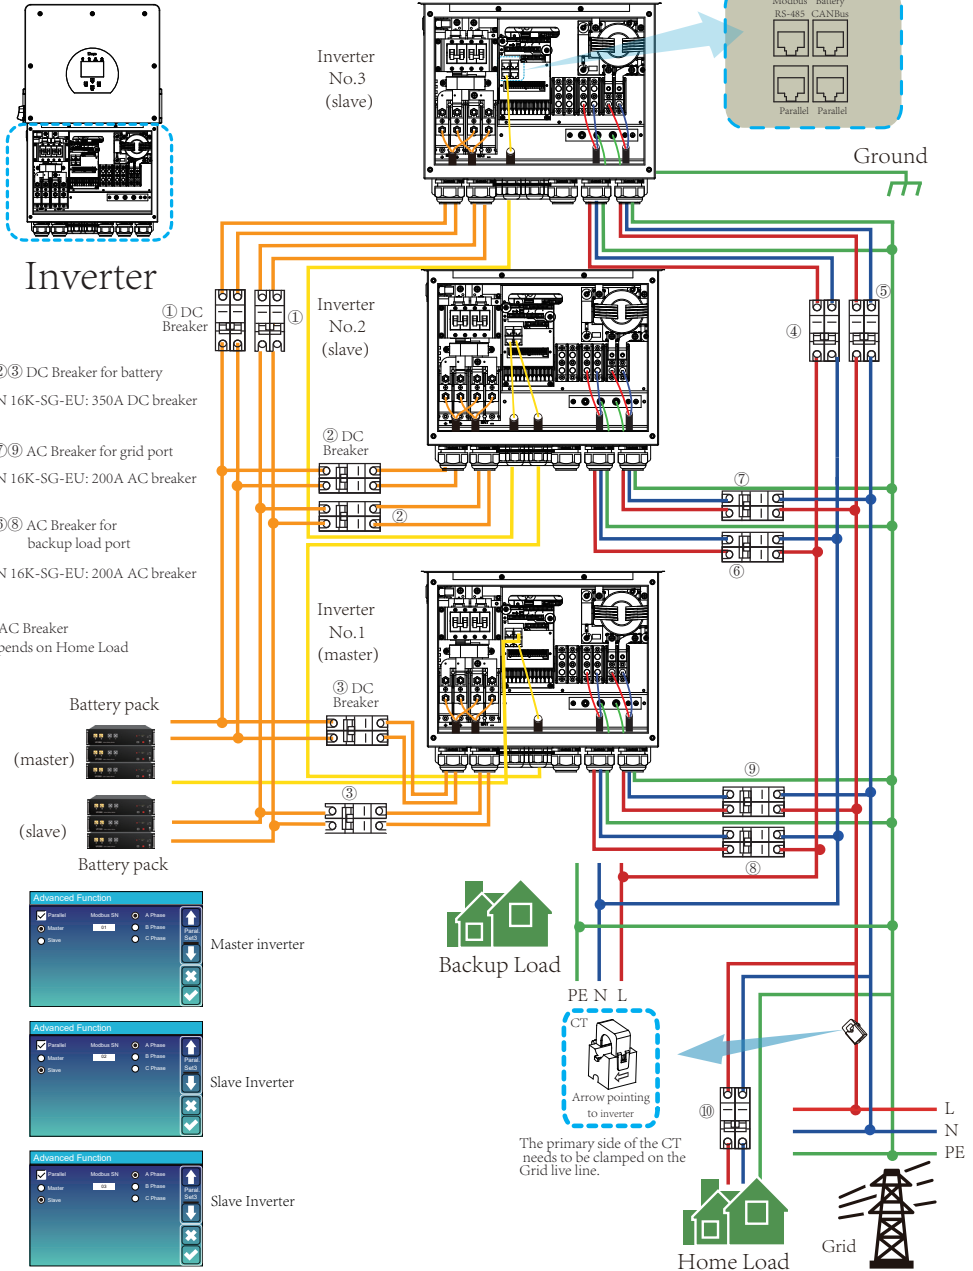 Modbus Battery
RS-485 CANBus
Parallel Parallel
Inverter
No.3
(slave)
Ground
Inverter
① DC
Breaker
①
Inverter
No.2
(slave)
④
⑤
②③ DC Breaker for battery
N 16K-SG-EU: 350A DC breaker
② DC
Breaker
②
⑦⑨ AC Breaker for grid port
N 16K-SG-EU: 200A AC breaker
⑦
⑥
⑥⑧ AC Breaker for
backup load port
N 16K-SG-EU: 200A AC breaker
AC Breaker
pends on Home Load
Inverter
No.1
(master)
③ DC
Breaker
③
Battery pack
(master)
(slave)
Battery pack
⑨
⑧
Backup Load
PE N L
CT
Arrow pointing
to inverter
The primary side of the CT
needs to be clamped on the
Grid live line.
⑩
L
N
PE
Grid
Home Load
Advanced Function
Parallel Modbus SN A Phase
Master 01 B Phase
Slave C Phase
Paral.
Set3
Master inverter
Advanced Function
Parallel Modbus SN A Phase
Master 02 B Phase
Slave C Phase
Paral.
Set3
Slave Inverter
Advanced Function
Parallel Modbus SN A Phase
Master 03 B Phase
Slave C Phase
Paral.
Set3
Slave Inverter